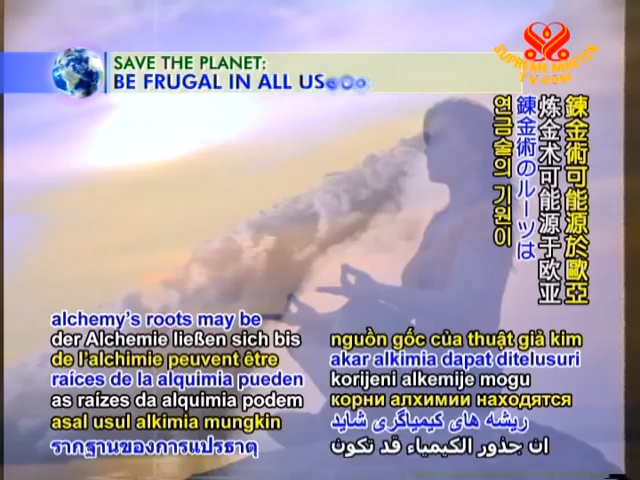 SUPREME MASTER
TV.COM
SAVE THE PLANET:
BE FRUGAL IN ALL US
鍊金術可能源於歐亞
炼金术可能源于欧亚
錬金術のルーツは
연금술의 기원이
alchemy's roots may be
der Alchemie ließen sich bis
de l'alchimie peuvent être
raíces de la alquimia pueden
as raízes da alquimia podem
asal usul alkimia mungkin
รากฐานของการแปรธาตุ
nguồn gốc của thuật giả kim
akar alkimia dapat ditelusuri
korijeni alkemije mogu
корни алхимии находятся
ریشه های کیمیاگری شاید
ان جذور الكيمياء قد تكون